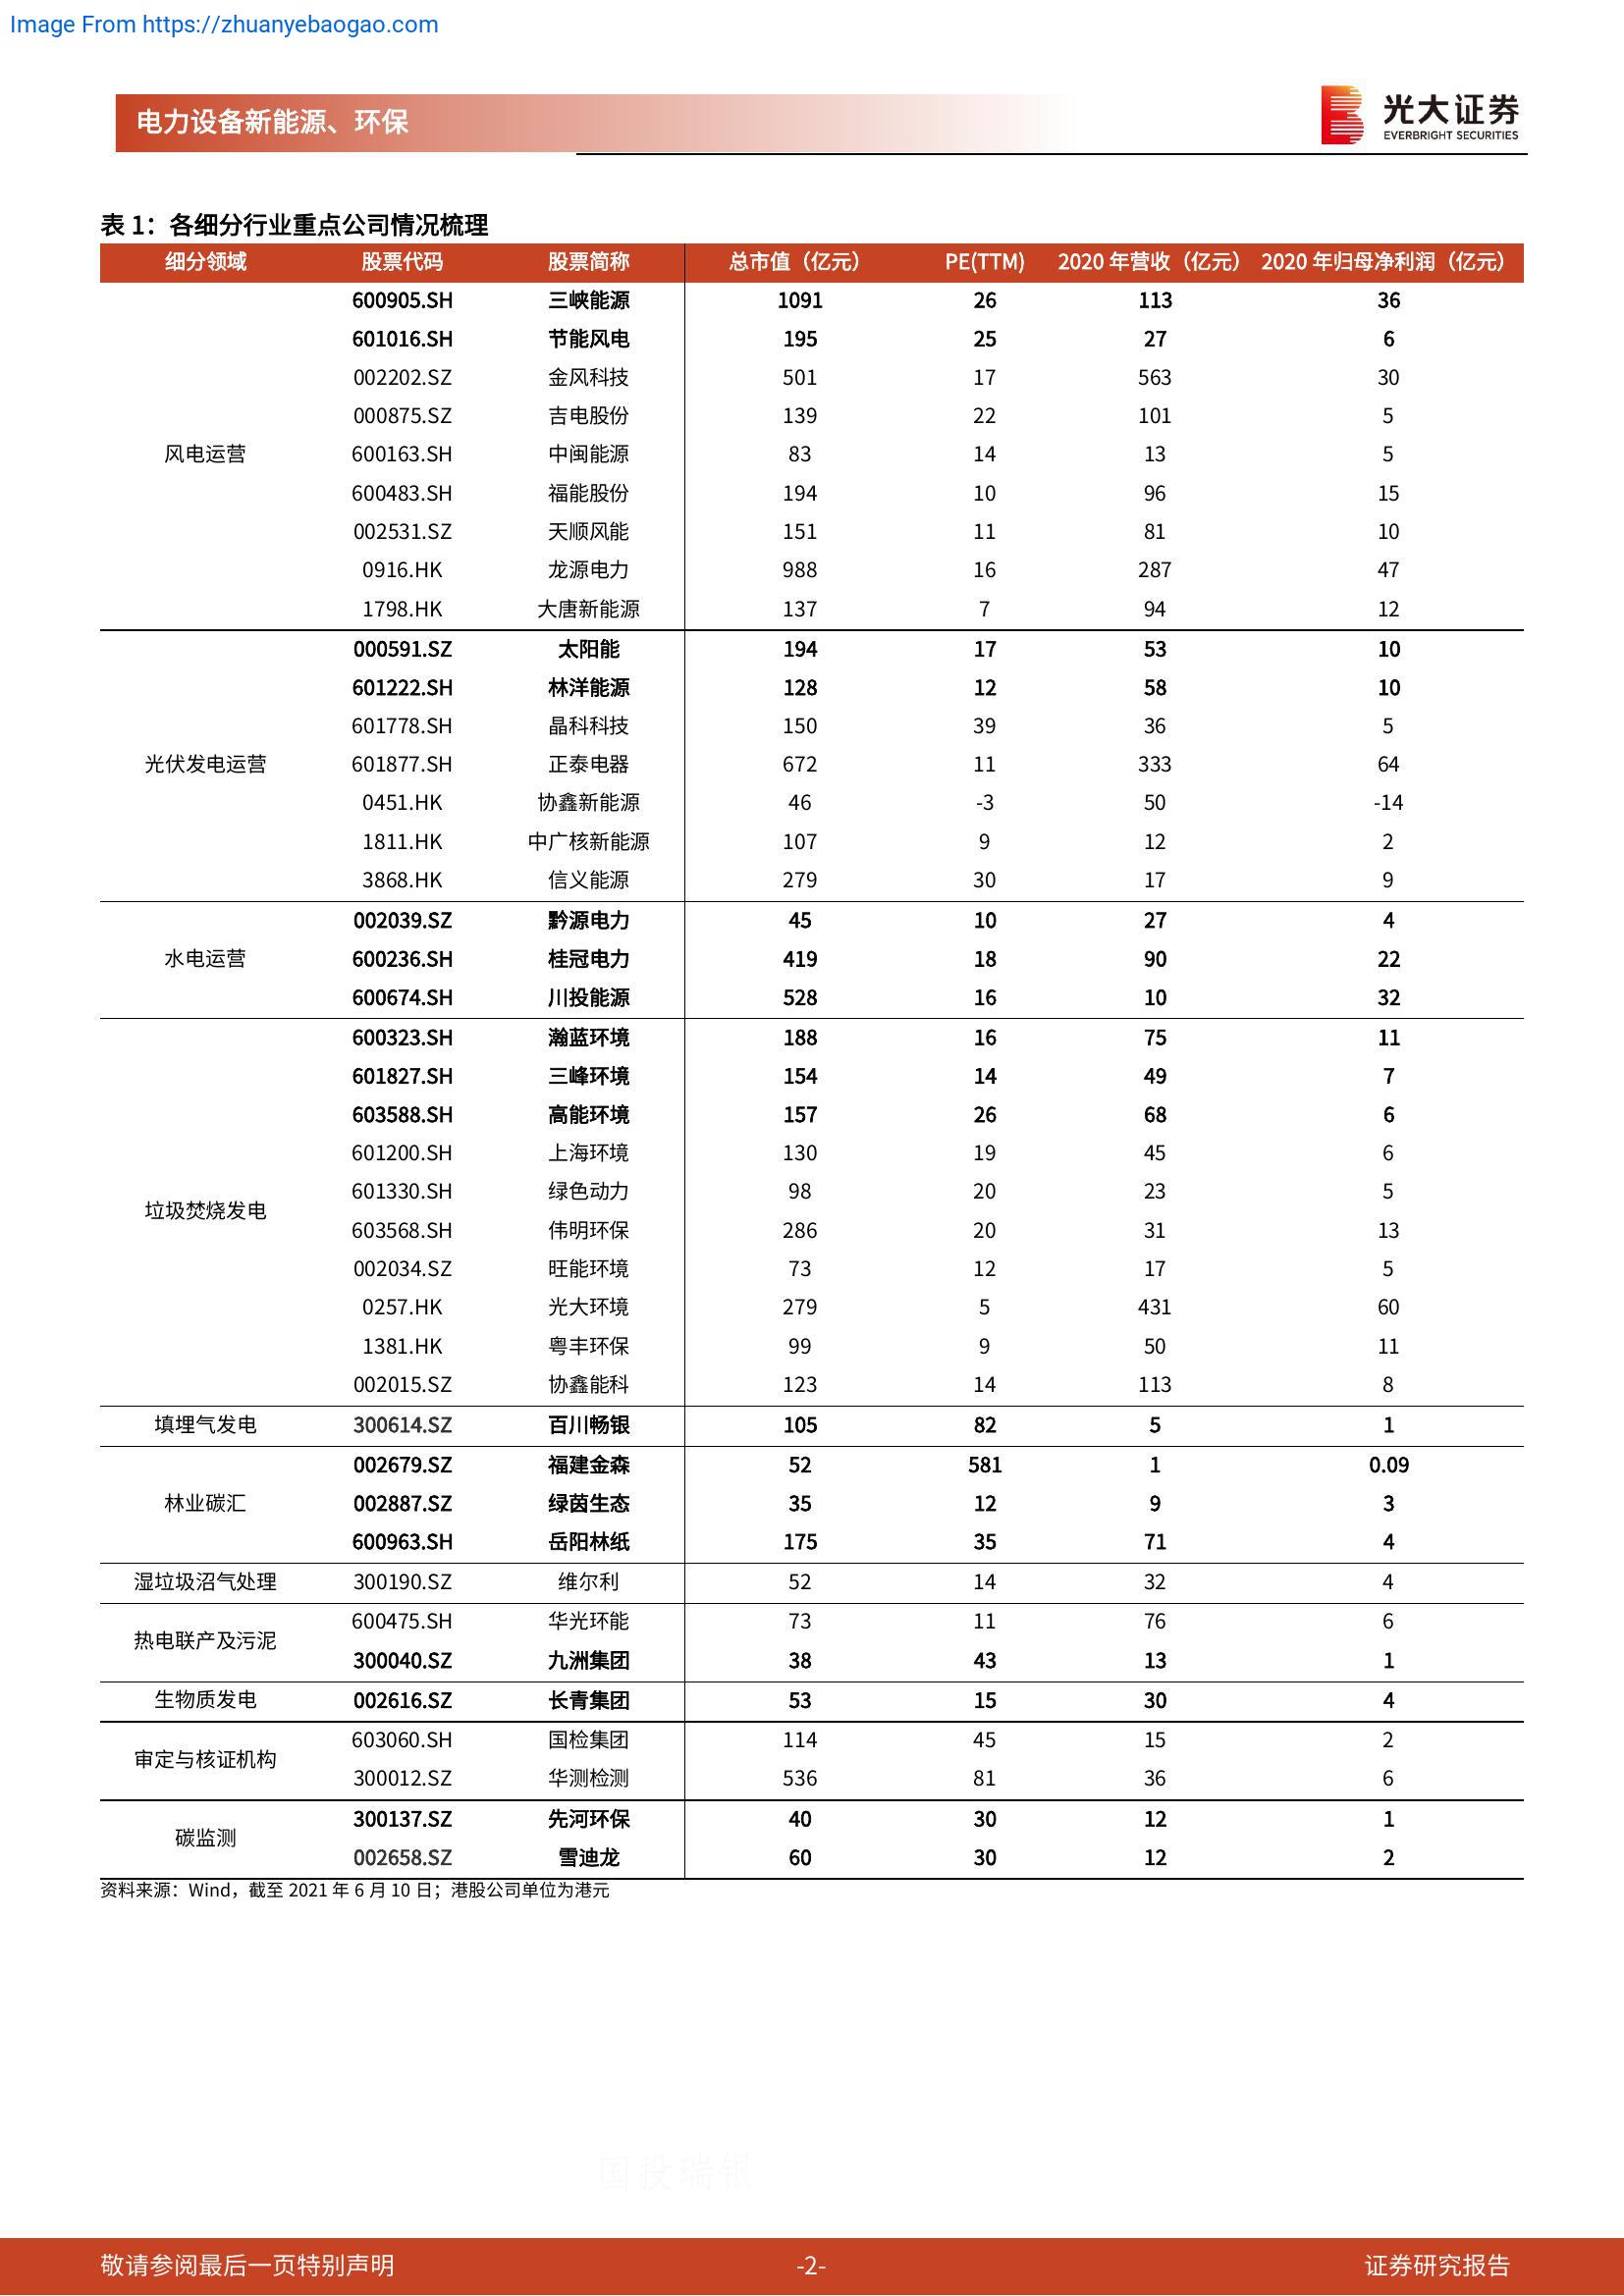 Image From https://zhuanyebaogao.com
电力设备新能源、环保
光大证券
EVERBRIGHT SECURITIES
表 1：各细分行业重点公司情况梳理
细分领域 股票代码 股票简称 总市值（亿元） PE(TTM) 2020 年营收（亿元） 2020 年归母净利润（亿元）
600905.SH 三峡能源 1091 26 113 36
601016.SH 节能风电 195 25 27 6
002202.SZ 金风科技 501 17 563 30
000875.SZ 吉电股份 139 22 101 5
风电运营 600163.SH 中闽能源 83 14 13 5
600483.SH 福能股份 194 10 96 15
002531.SZ 天顺风能 151 11 81 10
0916.HK 龙源电力 988 16 287 47
1798.HK 大唐新能源 137 7 94 12
000591.SZ 太阳能 194 17 53 10
601222.SH 林洋能源 128 12 58 10
601778.SH 晶科科技 150 39 36 5
光伏发电运营 601877.SH 正泰电器 672 11 333 64
0451.HK 协鑫新能源 46 -3 50 -14
1811.HK 中广核新能源 107 9 12 2
3868.HK 信义能源 279 30 17 9
002039.SZ 黔源电力 45 10 27 4
水电运营 600236.SH 桂冠电力 419 18 90 22
600674.SH 川投能源 528 16 10 32
600323.SH 瀚蓝环境 188 16 75 11
601827.SH 三峰环境 154 14 49 7
603588.SH 高能环境 157 26 68 6
601200.SH 上海环境 130 19 45 6
601330.SH 绿色动力 98 20 23 5
垃圾焚烧发电
603568.SH 伟明环保 286 20 31 13
002034.SZ 旺能环境 73 12 17 5
0257.HK 光大环境 279 5 431 60
1381.HK 粤丰环保 99 9 50 11
002015.SZ 协鑫能科 123 14 113 8
填埋气发电 300614.SZ 百川畅银 105 82 5 1
002679.SZ 福建金森 52 581 1 0.09
林业碳汇 002887.SZ 绿茵生态 35 12 9 3
600963.SH 岳阳林纸 175 35 71 4
湿垃圾沼气处理 300190.SZ 维尔利 52 14 32 4
600475.SH 华光环能 73 11 76 6
热电联产及污泥
300040.SZ 九洲集团 38 43 13 1
生物质发电 002616.SZ 长青集团 53 15 30 4
603060.SH 国检集团 114 45 15 2
审定与核证机构
300012.SZ 华测检测 536 81 36 6
300137.SZ 先河环保 40 30 12 1
碳监测
002658.SZ 雪迪龙 60 30 12 2
资料来源：Wind，截至 2021 年 6 月 10 日；港股公司单位为港元
国投瑞银
敬请参阅最后一页特别声明 -2- 证券研究报告